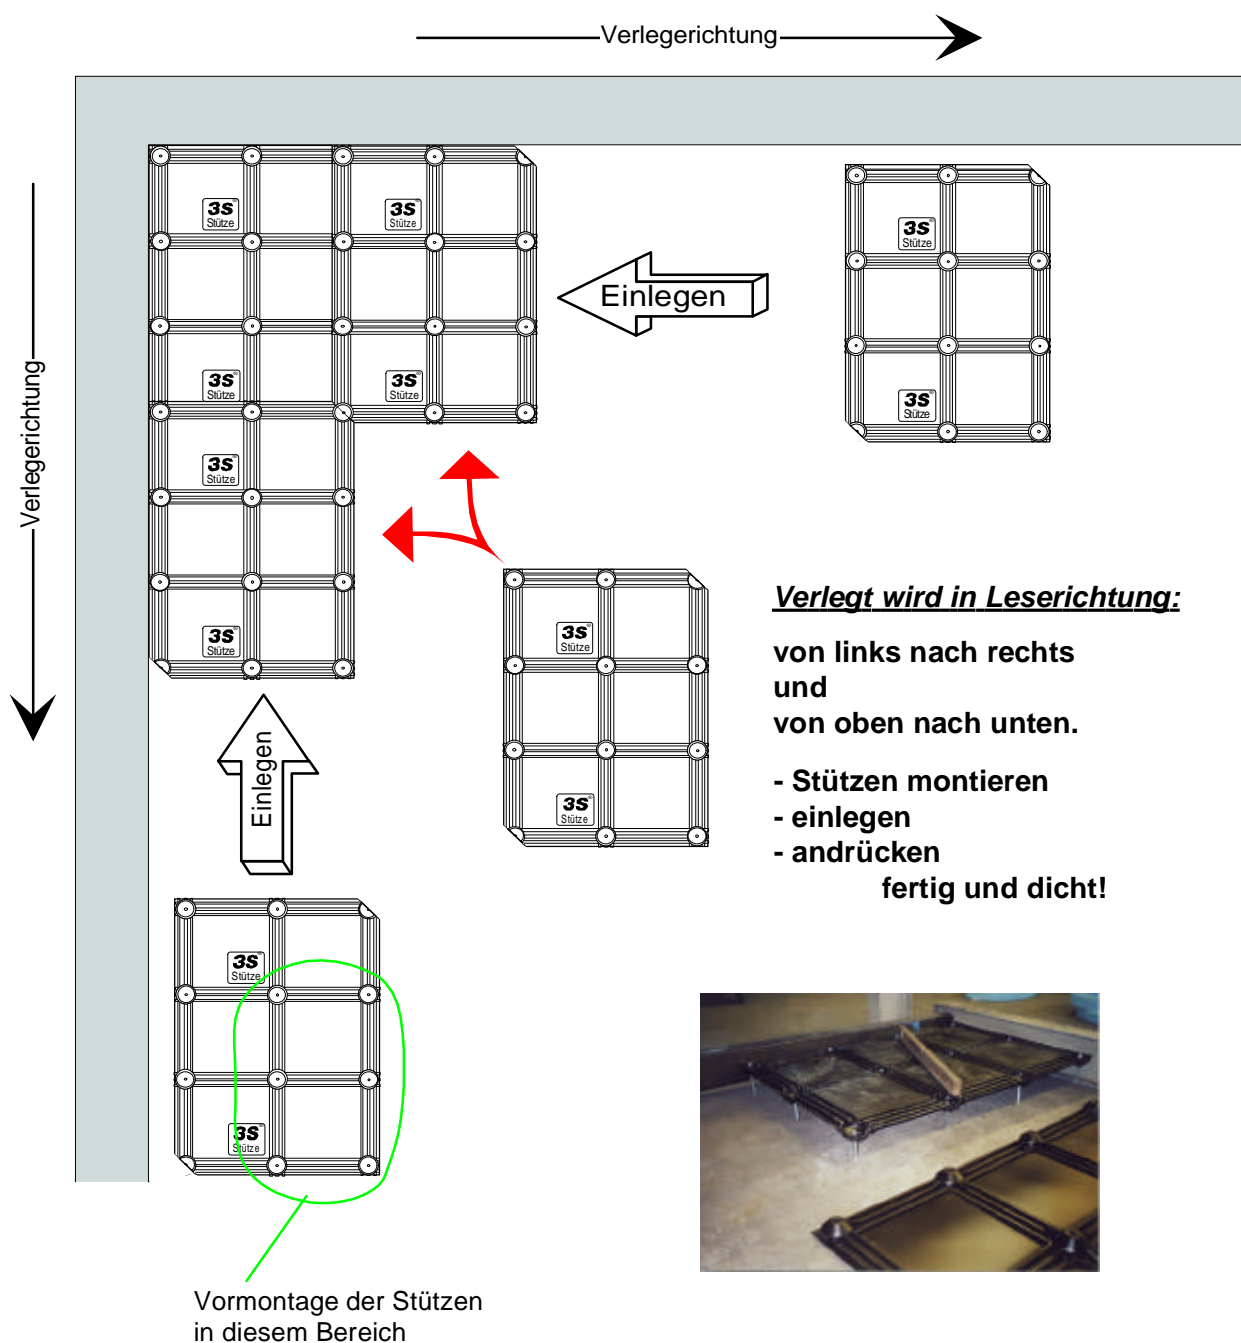 Verlegerichtung
3S® Stütze
3S® Stütze
3S® Stütze
Einlegen
Verlegerichtung
3S® Stütze
3S® Stütze
3S® Stütze
3S® Stütze
Verlegt wird in Leserichtung:
3S® Stütze
3S® Stütze
von links nach rechts
und
von oben nach unten.
Einlegen
- Stützen montieren
3S® Stütze
- einlegen
- andrücken
fertig und dicht!
3S® Stütze
3S® Stütze
Vormontage der Stützen
in diesem Bereich